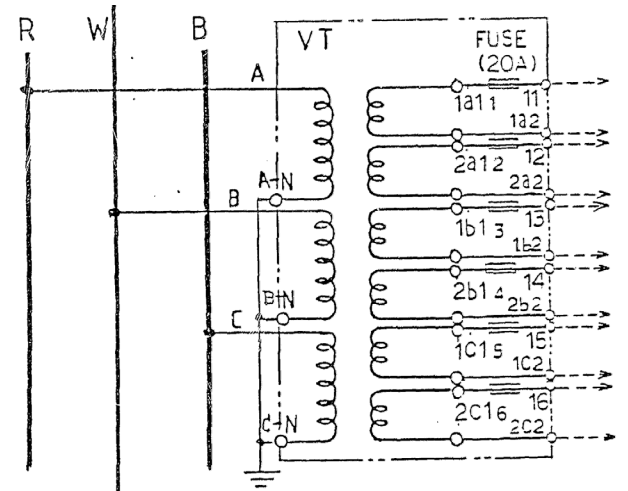 R W B
VT
FUSE
(20A)
A
1a1 1 11
1a2
2a1 2 12
2a2
A-N
B
1b1 3 13
1b2
2b1 4 14
2b2
B-N
C
1C1 5 15
1C2
2C1 6 16
2C2
C-N